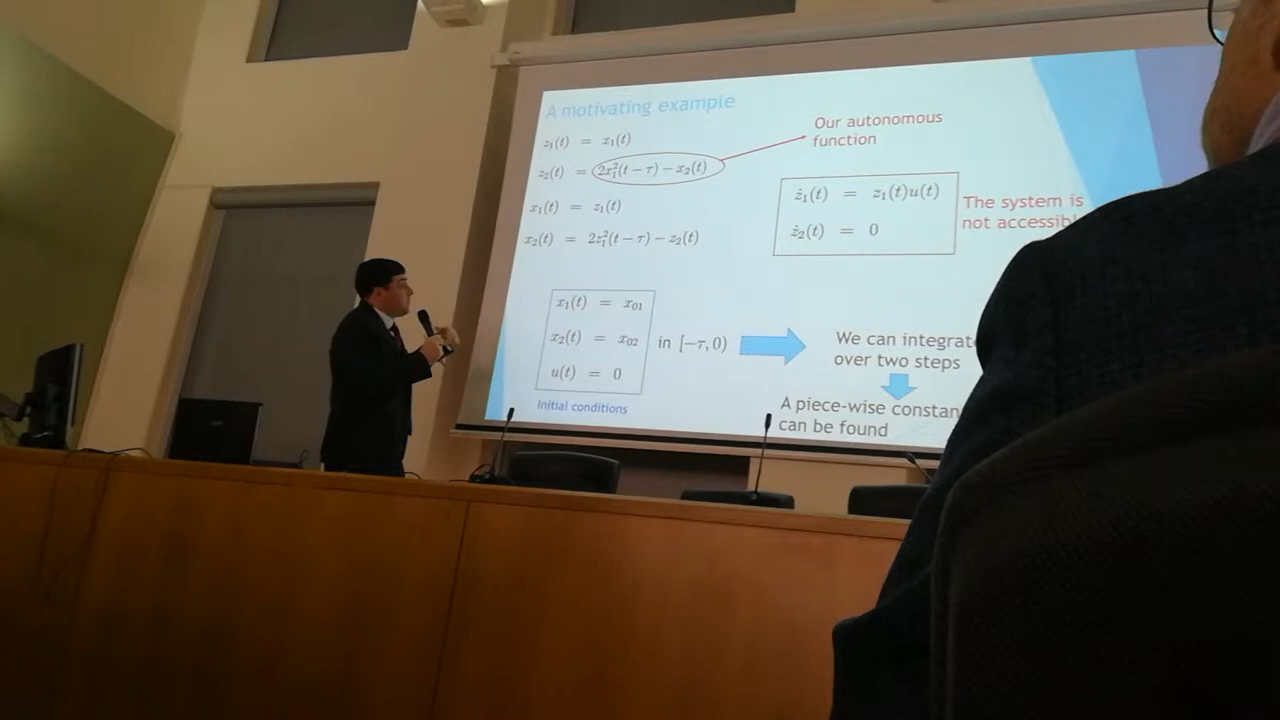 A motivating example
z₁(t) = x₁(t)
z₂(t) = 2x₁²(t − τ) − x₂(t)
x₁(t) = z₁(t)
x₂(t) = 2z₁²(t − τ) − z₂(t)
Our autonomous
function
ż₁(t) = z₁(t)u(t)
ż₂(t) = 0
The system is
not
x₁(t) = x₀₁
x₂(t) = x₀₂
u(t) = 0
in [−τ, 0)
Initial conditions
We can
over two steps
A piece-wise
can be found